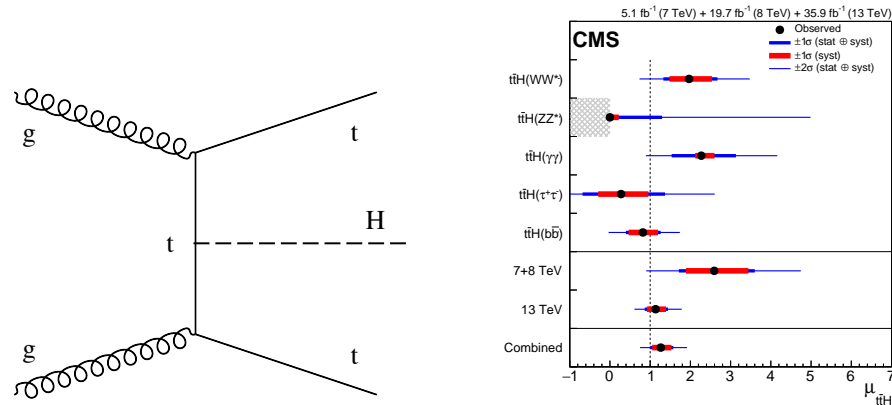 g
t
t
H
g
t
5.1 fb⁻¹ (7 TeV) + 19.7 fb⁻¹ (8 TeV) + 35.9 fb⁻¹ (13 TeV)
CMS
Observed
±1σ (stat ⊕ syst)
±1σ (syst)
±2σ (stat ⊕ syst)
tt̄H(WW*)
tt̄H(ZZ*)
tt̄H(γγ)
tt̄H(τ⁺τ⁻)
tt̄H(bb̄)
7+8 TeV
13 TeV
Combined
−1 0 1 2 3 4 5 6 7
μ tt̄H